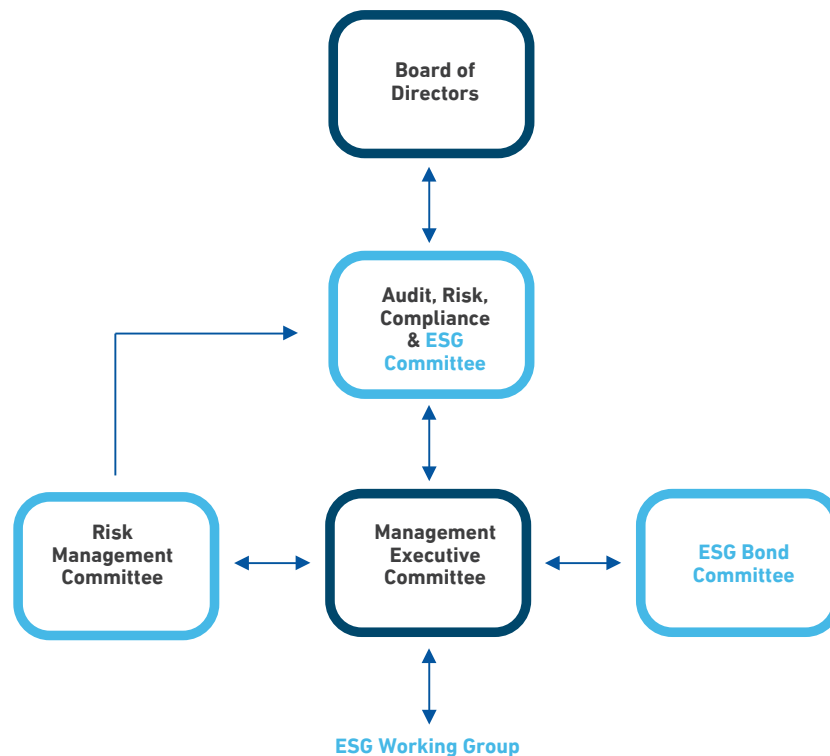 Board of
Directors
Audit, Risk,
Compliance
& ESG
Committee
Risk
Management
Committee
Management
Executive
Committee
ESG Bond
Committee
ESG Working Group